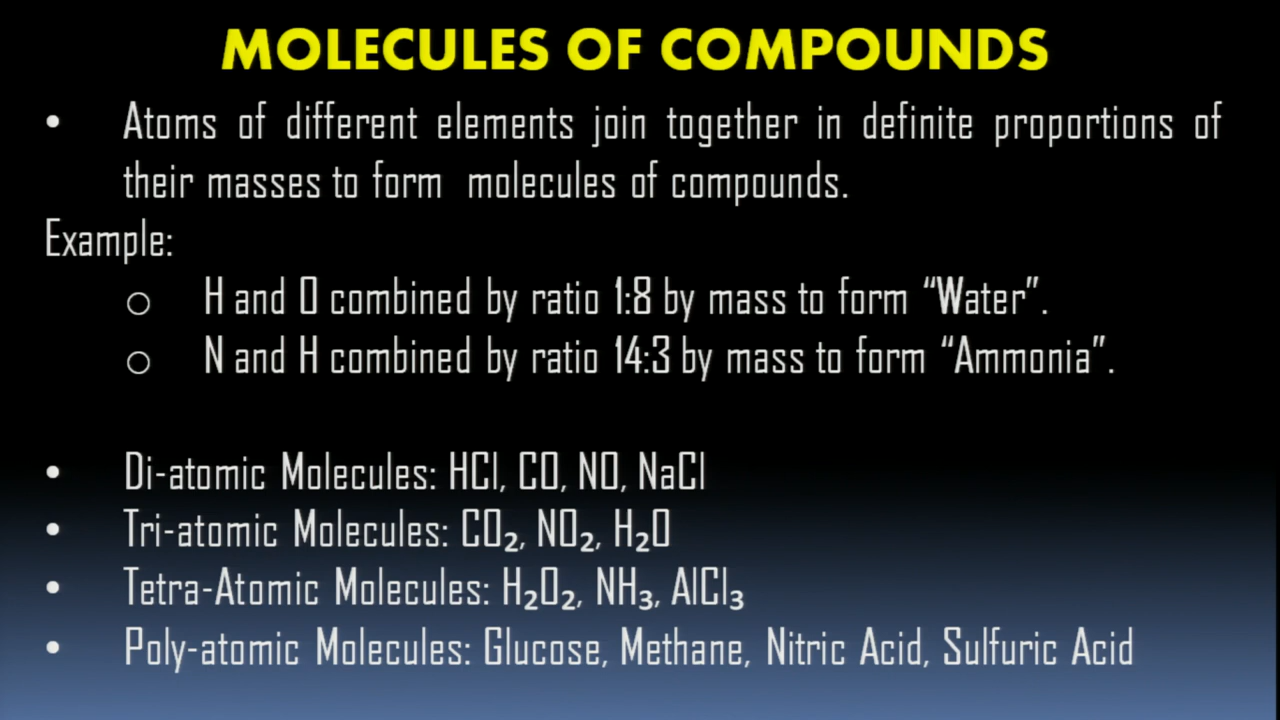 MOLECULES OF COMPOUNDS
• Atoms of different elements join together in definite proportions of
their masses to form molecules of compounds.
Example:
o H and O combined by ratio 1:8 by mass to form “Water”.
o N and H combined by ratio 14:3 by mass to form “Ammonia”.
• Di-atomic Molecules: HCl, CO, NO, NaCl
• Tri-atomic Molecules: CO₂, NO₂, H₂O
• Tetra-Atomic Molecules: H₂O₂, NH₃, AlCl₃
• Poly-atomic Molecules: Glucose, Methane, Nitric Acid, Sulfuric Acid